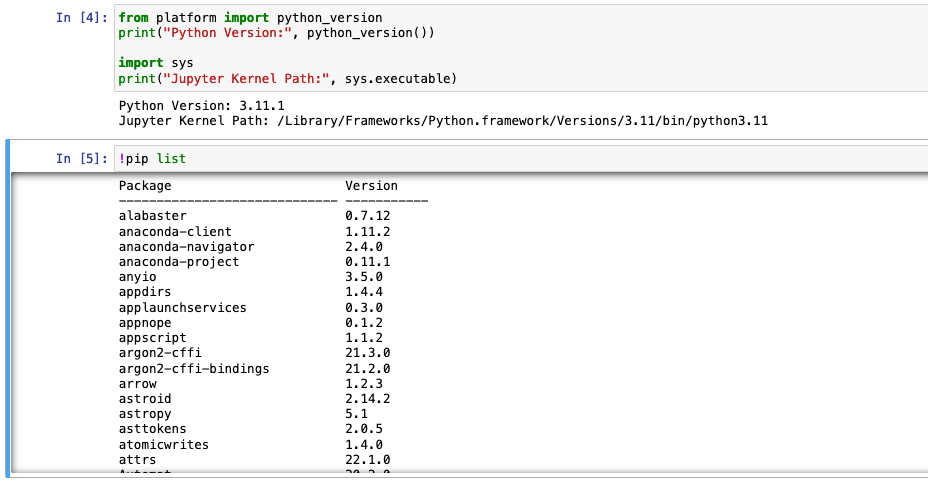 In [4]: from platform import python_version
print("Python Version:", python_version())
import sys
print("Jupyter Kernel Path:", sys.executable)
Python Version: 3.11.1
Jupyter Kernel Path: /Library/Frameworks/Python.framework/Versions/3.11/bin/python3.11
In [5]: !pip list
Package Version
----------------------------- -----------
alabaster 0.7.12
anaconda-client 1.11.2
anaconda-navigator 2.4.0
anaconda-project 0.11.1
anyio 3.5.0
appdirs 1.4.4
applaunchservices 0.3.0
appnope 0.1.2
appscript 1.1.2
argon2-cffi 21.3.0
argon2-cffi-bindings 21.2.0
arrow 1.2.3
astroid 2.14.2
astropy 5.1
asttokens 2.0.5
atomicwrites 1.4.0
attrs 22.1.0